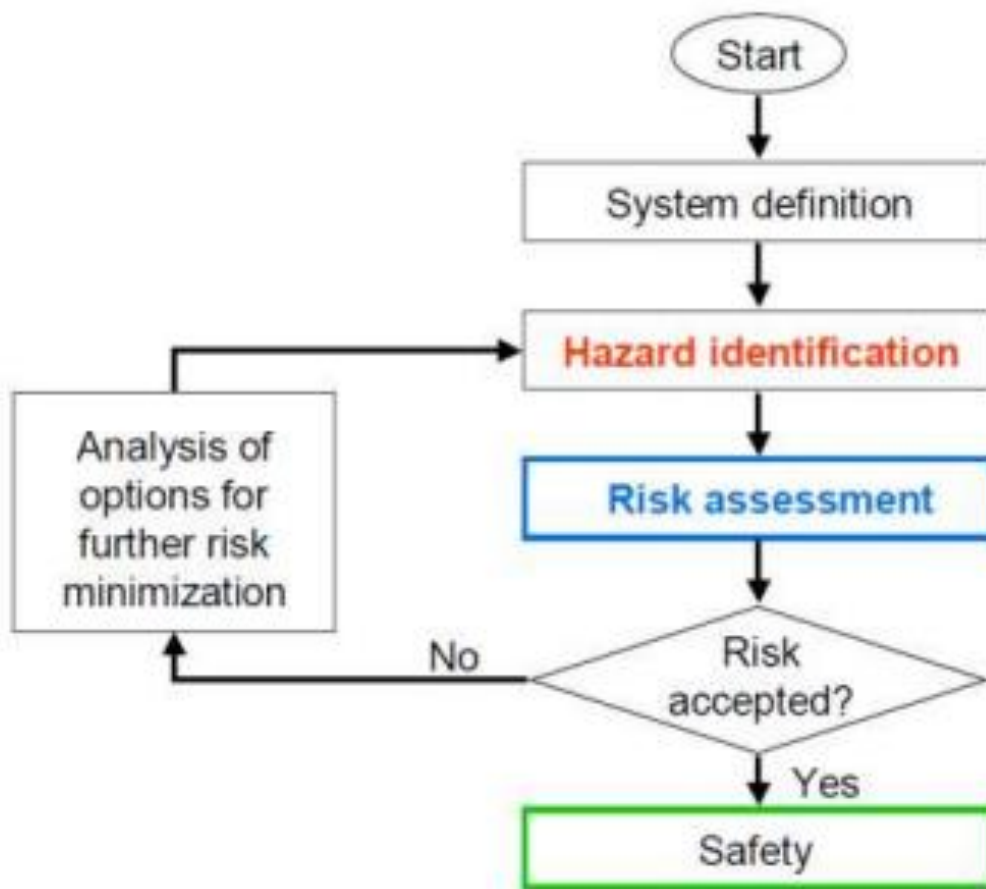 Start
System definition
Hazard identification
Analysis of
options for
further risk
minimization
Risk assessment
No
Risk
accepted?
Yes
Safety